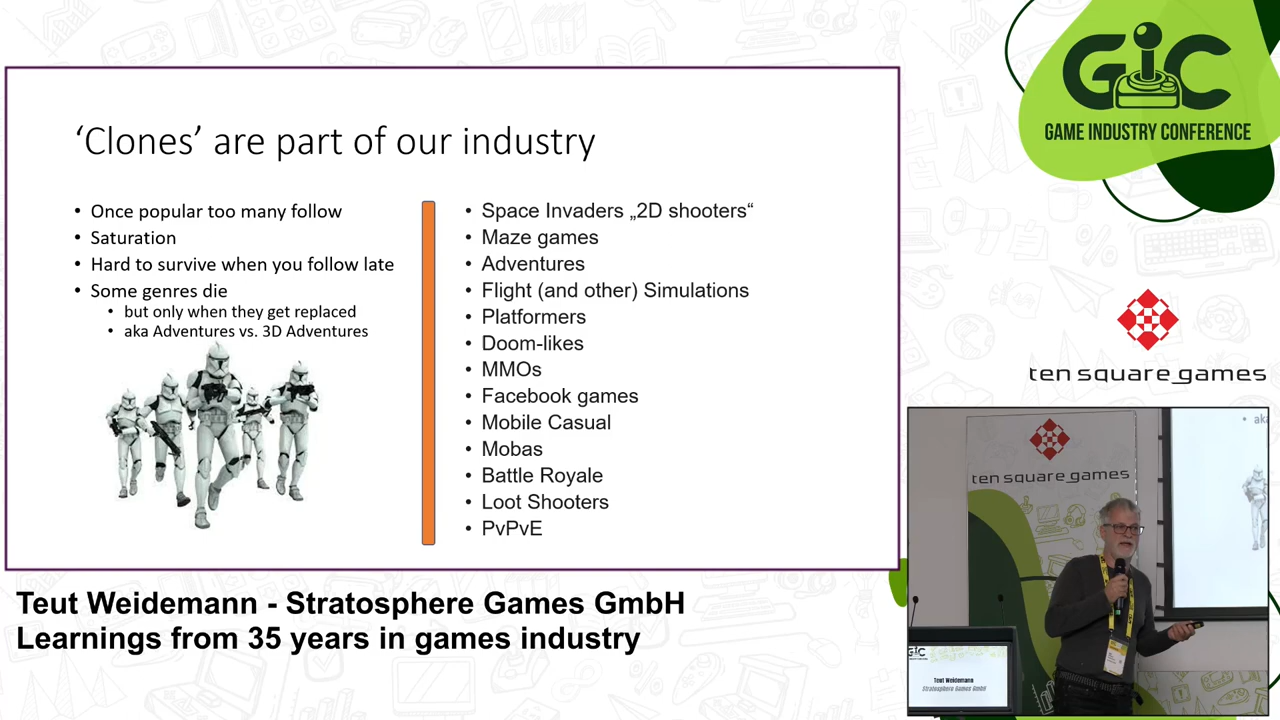 ‘Clones’ are part of our industry
• Once popular too many follow
• Saturation
• Hard to survive when you follow late
• Some genres die
• but only when they get replaced
• aka Adventures vs. 3D Adventures
• Space Invaders „2D shooters“
• Maze games
• Adventures
• Flight (and other) Simulations
• Platformers
• Doom-likes
• MMOs
• Facebook games
• Mobile Casual
• Mobas
• Battle Royale
• Loot Shooters
• PvPvE
Teut Weidemann - Stratosphere Games GmbH
Learnings from 35 years in games industry
GIC
GAME INDUSTRY CONFERENCE
ten square_games
ten square_games
• aka
GIC
Teut Weidemann
Stratosphere Games GmbH